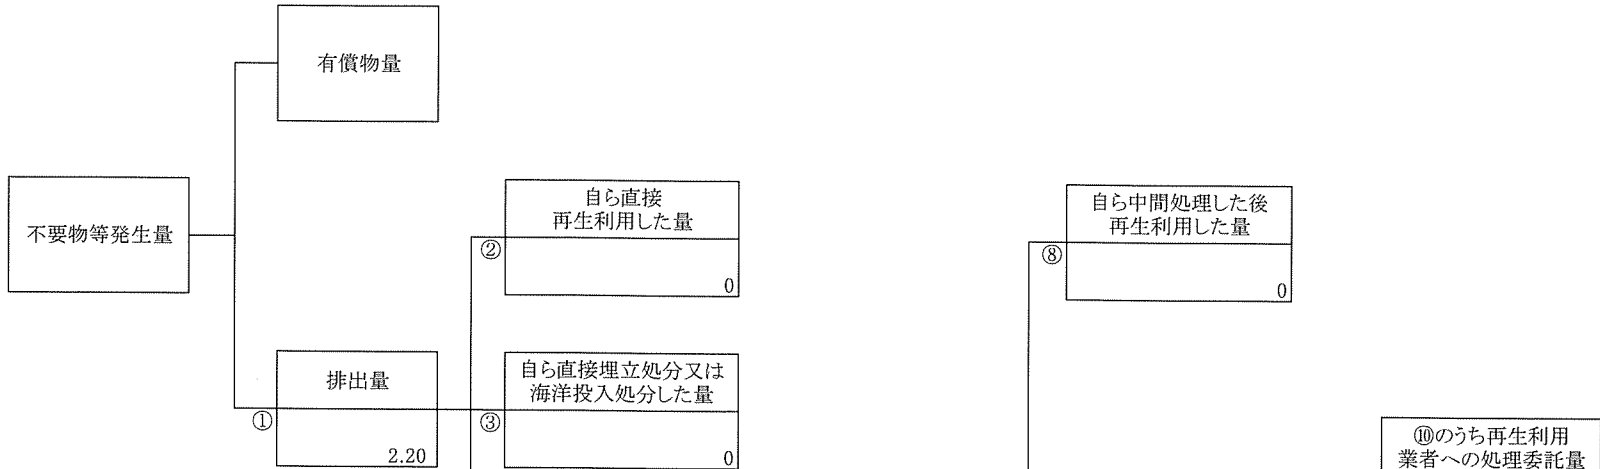 有償物量
不要物等発生量
自ら直接
再生利用した量
②
0
自ら中間処理した後
再生利用した量
⑧
0
排出量
①
2.20
自ら直接埋立処分又は
海洋投入処分した量
③
0
⑩のうち再生利用
業者への処理委託量